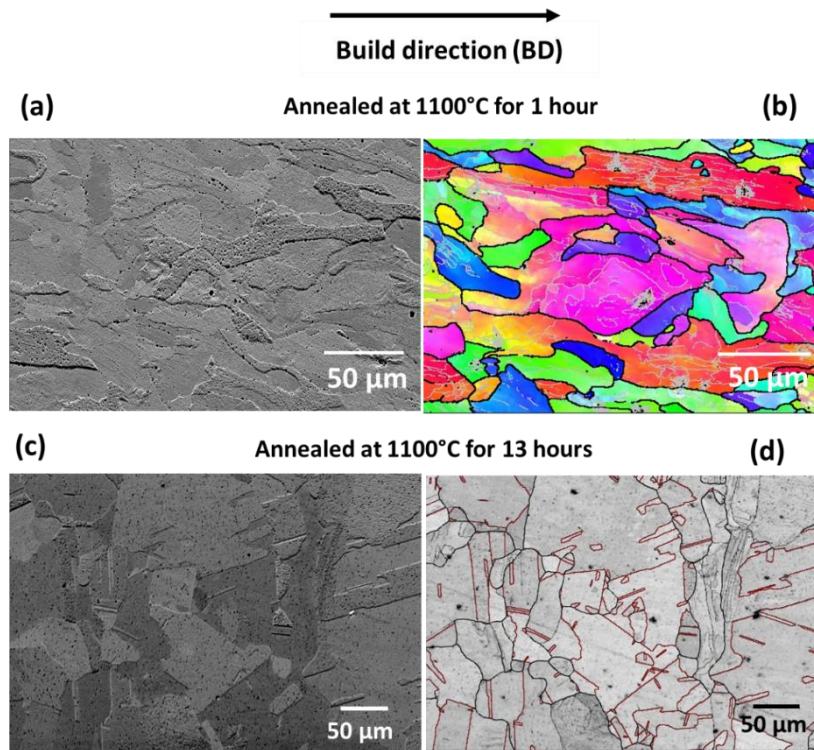 Build direction (BD)
(a)
Annealed at 1100°C for 1 hour
(b)
50 µm
50 µm
(c)
Annealed at 1100°C for 13 hours
(d)
50 µm
50 µm